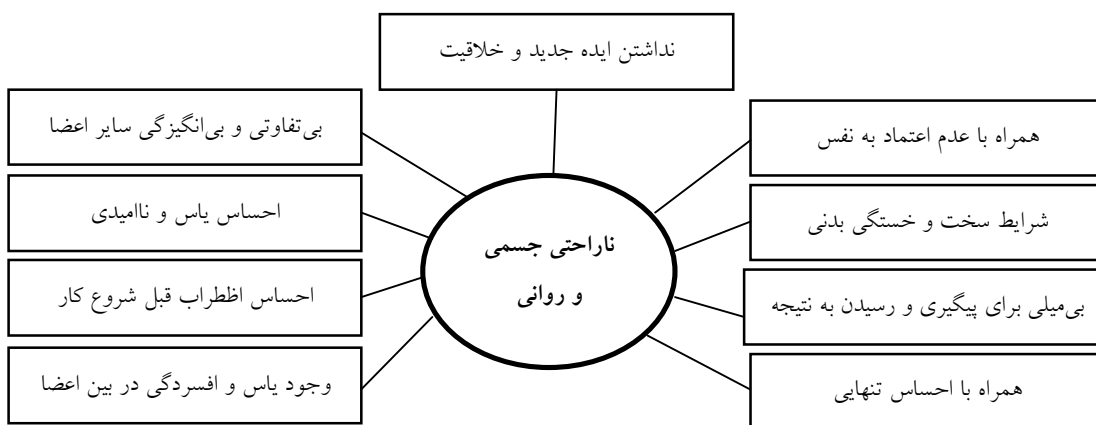 نداشتن ایده جدید و خلاقیت
همراه با عدم اعتماد به نفس
شرایط سخت و خستگی بدنی
بی‌میلی برای پیگیری و رسیدن به نتیجه
همراه با احساس تنهایی
ناراحتی جسمی
و روانی
بی‌تفاوتی و بی‌انگیزگی سایر اعضا
احساس یاس و ناامیدی
احساس اظطراب قبل شروع کار
وجود یاس و افسردگی در بین اعضا